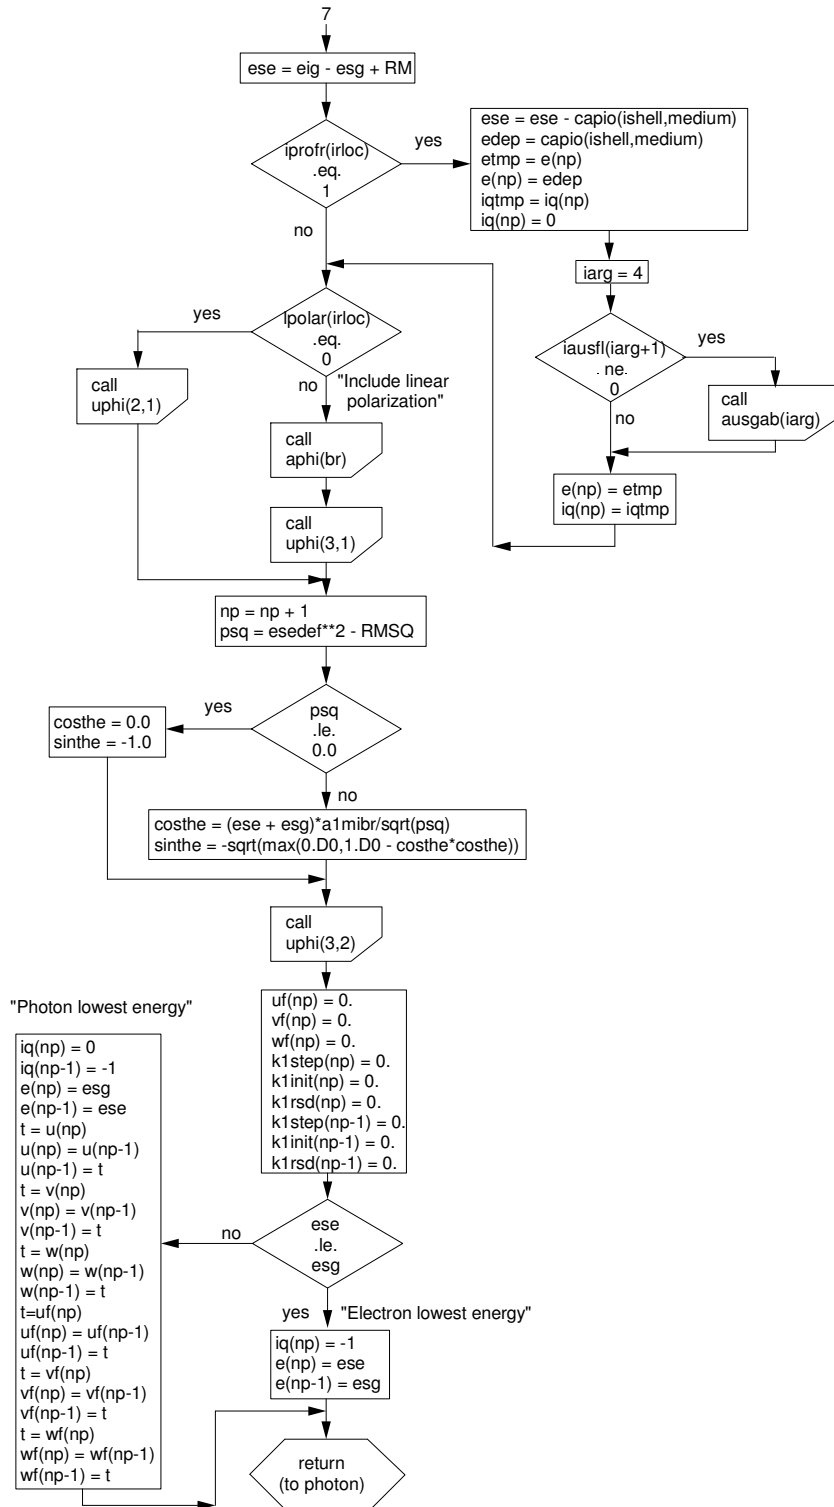 7
ese = eig - esg + RM
iprofr(irloc)
.eq.
1
yes
no
ese = ese - capio(ishell,medium)
edep = capio(ishell,medium)
etmp = e(np)
e(np) = edep
iqtmp = iq(np)
iq(np) = 0
iarg = 4
iausfl(iarg+1)
. ne.
0
yes
no
call
ausgab(iarg)
e(np) = etmp
iq(np) = iqtmp
lpolar(irloc)
.eq.
0
yes
no
"Include linear
polarization"
call
uphi(2,1)
call
aphi(br)
call
uphi(3,1)
np = np + 1
psq = esedef**2 - RMSQ
psq
.le.
0.0
yes
no
costhe = 0.0
sinthe = -1.0
costhe = (ese + esg)*a1mibr/sqrt(psq)
sinthe = -sqrt(max(0.D0,1.D0 - costhe*costhe))
call
uphi(3,2)
uf(np) = 0.
vf(np) = 0.
wf(np) = 0.
k1step(np) = 0.
k1init(np) = 0.
k1rsd(np) = 0.
k1step(np-1) = 0.
k1init(np-1) = 0.
k1rsd(np-1) = 0.
ese
.le.
esg
no
yes
"Photon lowest energy"
iq(np) = 0
iq(np-1) = -1
e(np) = esg
e(np-1) = ese
t = u(np)
u(np) = u(np-1)
u(np-1) = t
t = v(np)
v(np) = v(np-1)
v(np-1) = t
t = w(np)
w(np) = w(np-1)
w(np-1) = t
t=uf(np)
uf(np) = uf(np-1)
uf(np-1) = t
t = vf(np)
vf(np) = vf(np-1)
vf(np-1) = t
t = wf(np)
wf(np) = wf(np-1)
wf(np-1) = t
"Electron lowest energy"
iq(np) = -1
e(np) = ese
e(np-1) = esg
return
(to photon)